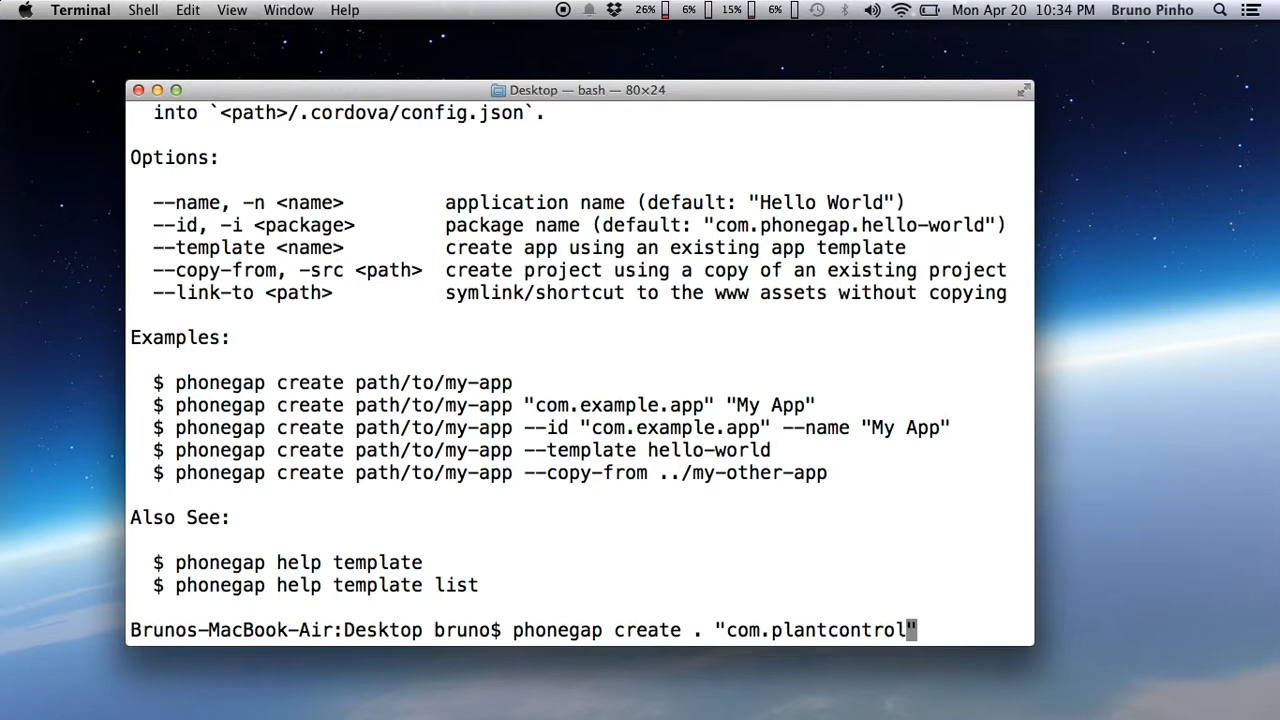 Terminal Shell Edit View Window Help 26% 6% 15% 6% Mon Apr 20 10:34 PM Bruno Pinho
Desktop — bash — 80×24
into `<path>/.cordova/config.json`.
Options:
--name, -n <name> application name (default: "Hello World")
--id, -i <package> package name (default: "com.phonegap.hello-world")
--template <name> create app using an existing app template
--copy-from, -src <path> create project using a copy of an existing project
--link-to <path> symlink/shortcut to the www assets without copying
Examples:
$ phonegap create path/to/my-app
$ phonegap create path/to/my-app "com.example.app" "My App"
$ phonegap create path/to/my-app --id "com.example.app" --name "My App"
$ phonegap create path/to/my-app --template hello-world
$ phonegap create path/to/my-app --copy-from ../my-other-app
Also See:
$ phonegap help template
$ phonegap help template list
Brunos-MacBook-Air:Desktop bruno$ phonegap create . "com.plantcontrol"